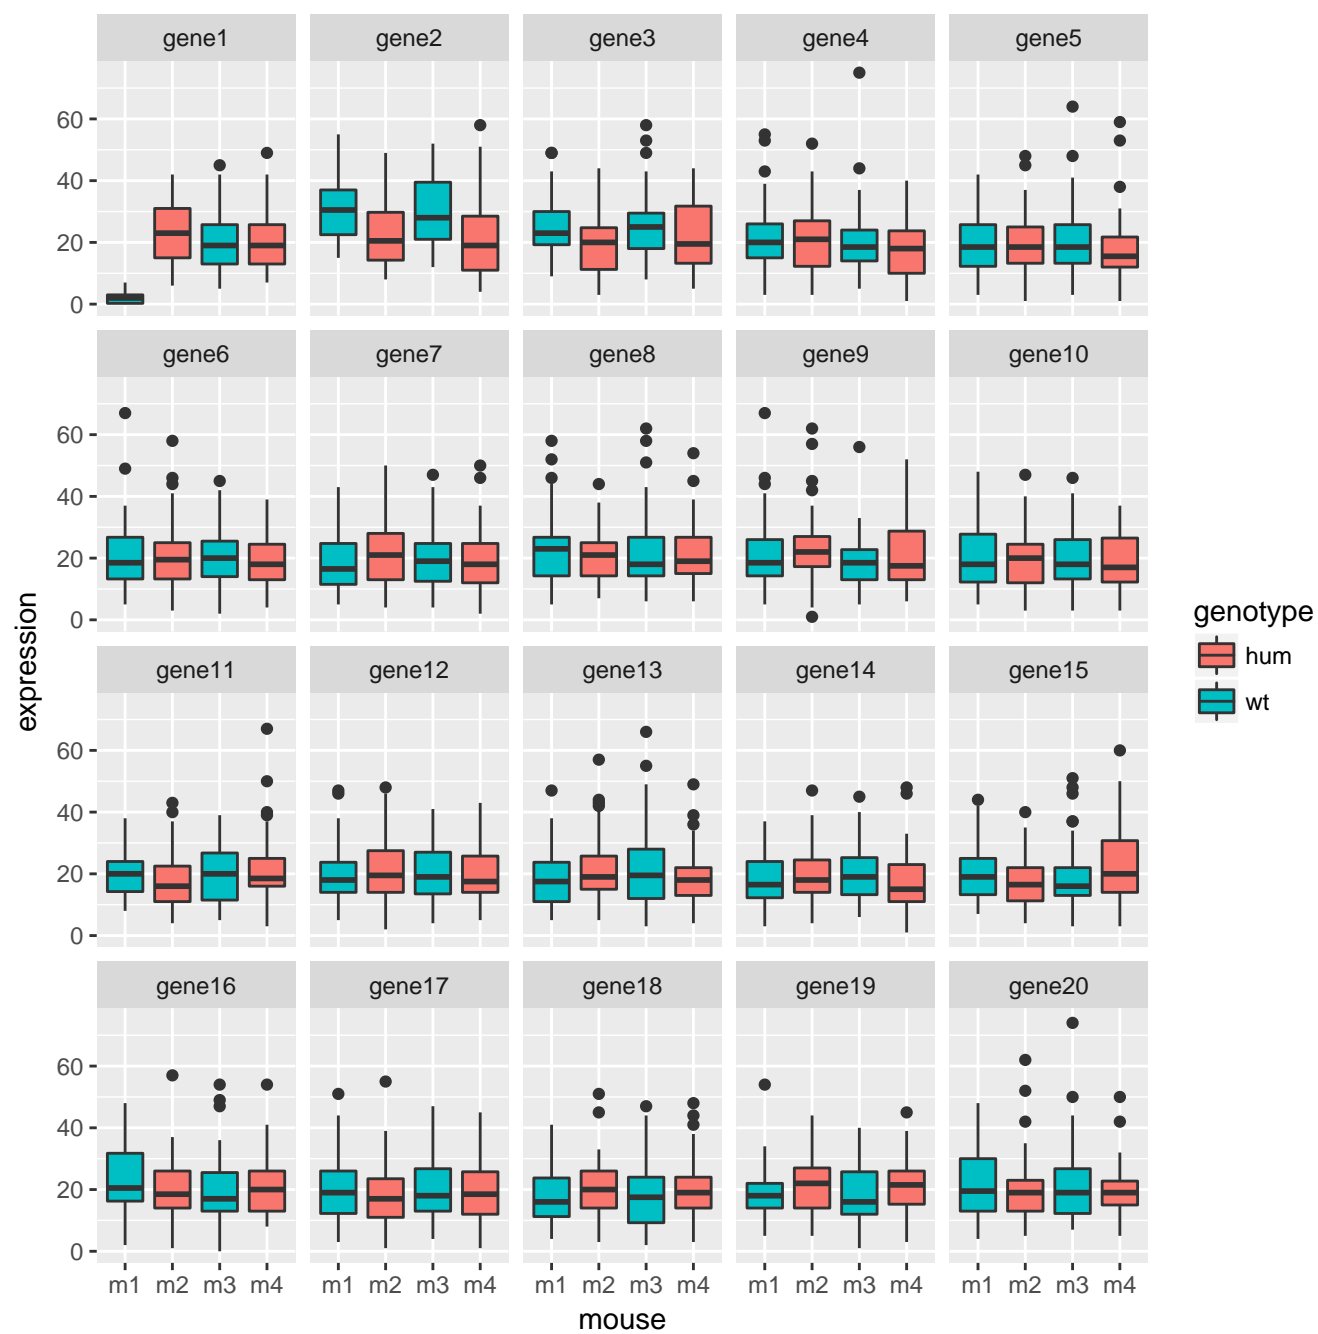 gene1 gene2 gene3 gene4 gene5
60
40
20
0
gene6 gene7 gene8 gene9 gene10
60
40
20
0
gene11 gene12 gene13 gene14 gene15
60
40
20
0
gene16 gene17 gene18 gene19 gene20
60
40
20
0
m1 m2 m3 m4 m1 m2 m3 m4 m1 m2 m3 m4 m1 m2 m3 m4 m1 m2 m3 m4
mouse
expression
genotype
hum
wt